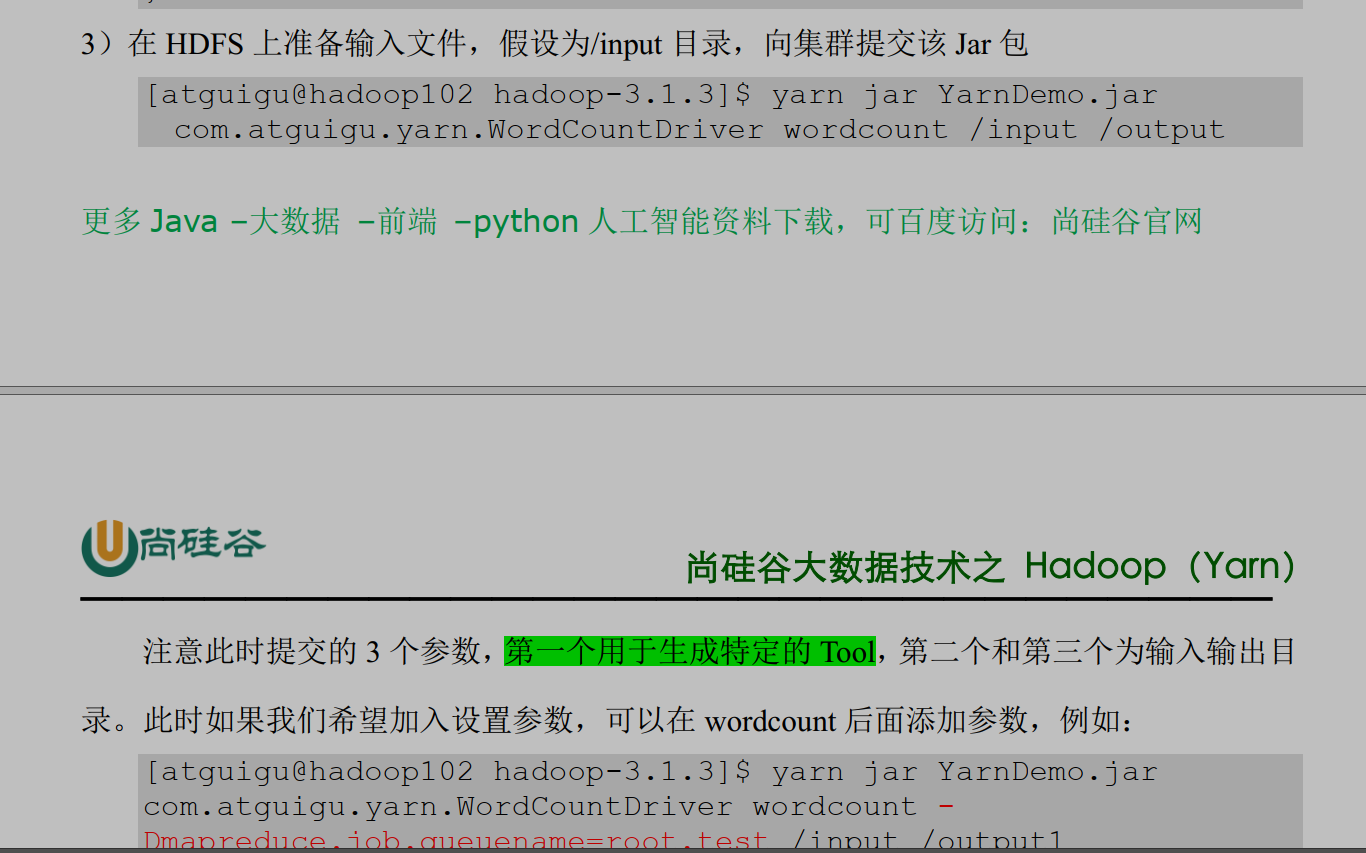 3）在 HDFS 上准备输入文件，假设为/input 目录，向集群提交该 Jar 包
[atguigu@hadoop102 hadoop-3.1.3]$ yarn jar YarnDemo.jar
com.atguigu.yarn.WordCountDriver wordcount /input /output
更多 Java –大数据 –前端 –python 人工智能资料下载，可百度访问：尚硅谷官网
尚硅谷
尚硅谷大数据技术之 Hadoop（Yarn）
注意此时提交的 3 个参数，第一个用于生成特定的 Tool，第二个和第三个为输入输出目
录。此时如果我们希望加入设置参数，可以在 wordcount 后面添加参数，例如：
[atguigu@hadoop102 hadoop-3.1.3]$ yarn jar YarnDemo.jar
com.atguigu.yarn.WordCountDriver wordcount -
Dmapreduce.job.queuename=root.test /input /output1